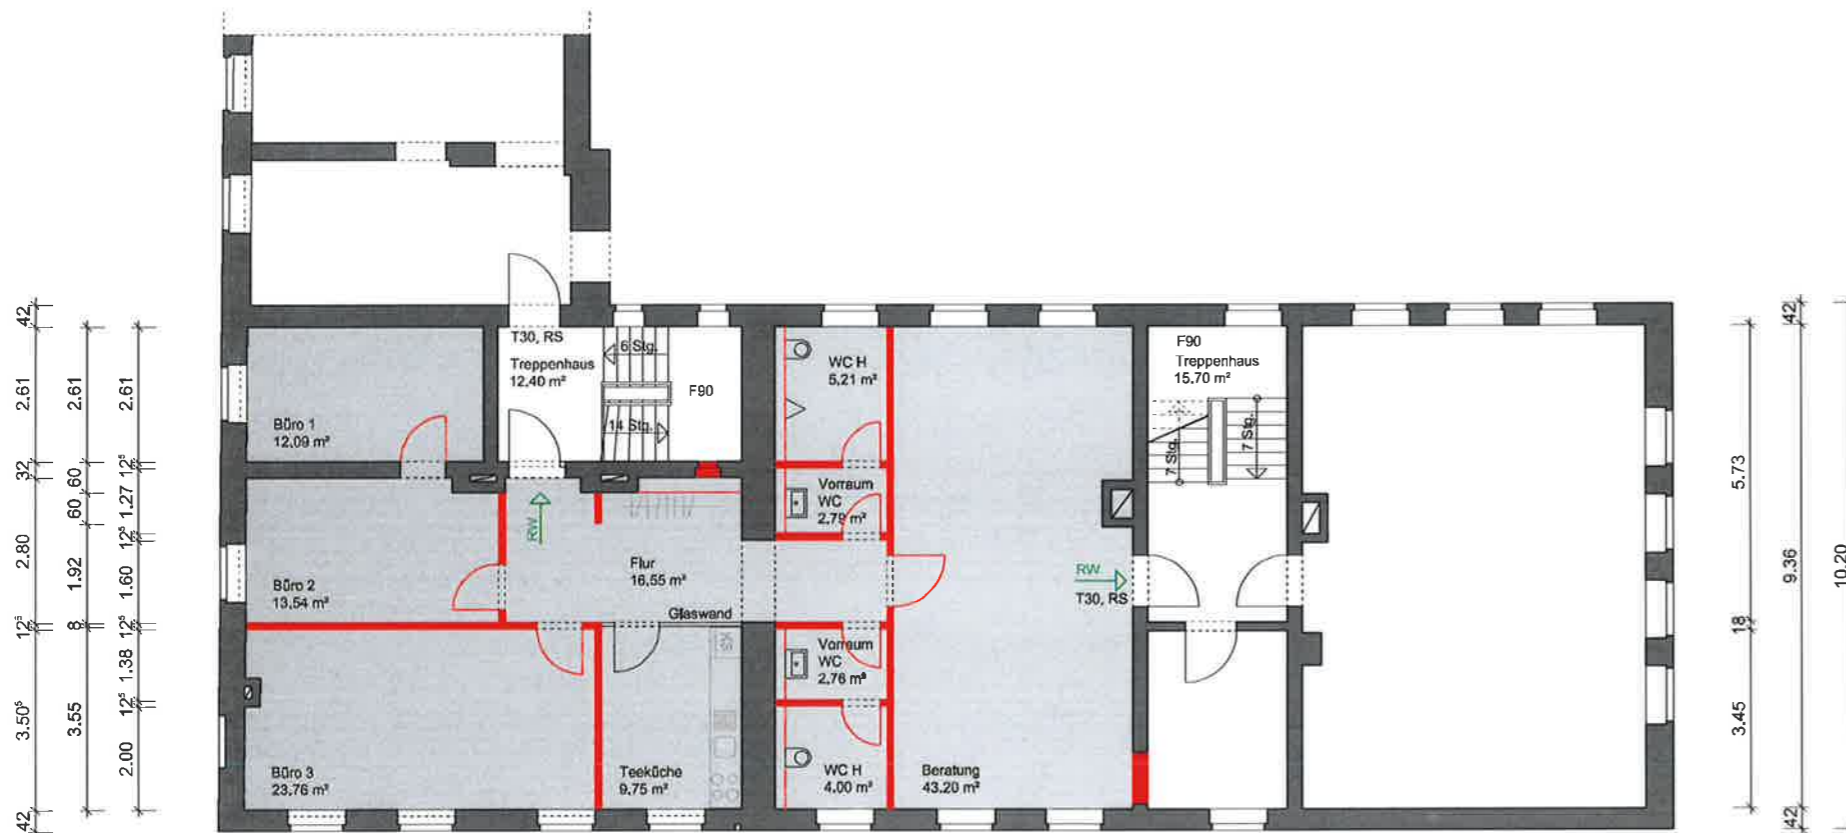 T30, RS
Treppenhaus
12,40 m²
6 Stg.
14 Stg.
F90
Büro 1
12,09 m²
WC H
5,21 m²
F90
Treppenhaus
15,70 m²
7 Stg.
7 Stg.
Vorraum
WC
2,79 m²
RW
Büro 2
13,54 m²
Flur
16,55 m²
Glaswand
RW
T30, RS
KS
Vorraum
WC
2,76 m²
Büro 3
23,76 m²
Teeküche
9,75 m²
WC H
4,00 m²
Beratung
43,20 m²
42
2.61
32
2.80
12⁵
3.50⁵
42
2.61
60
60
1.92
8
3.55
2.61
12⁵
1.27
12⁵
1.60
12⁵
1.38
12⁵
2.00
5.73
18
3.45
42
9.36
42
10.20